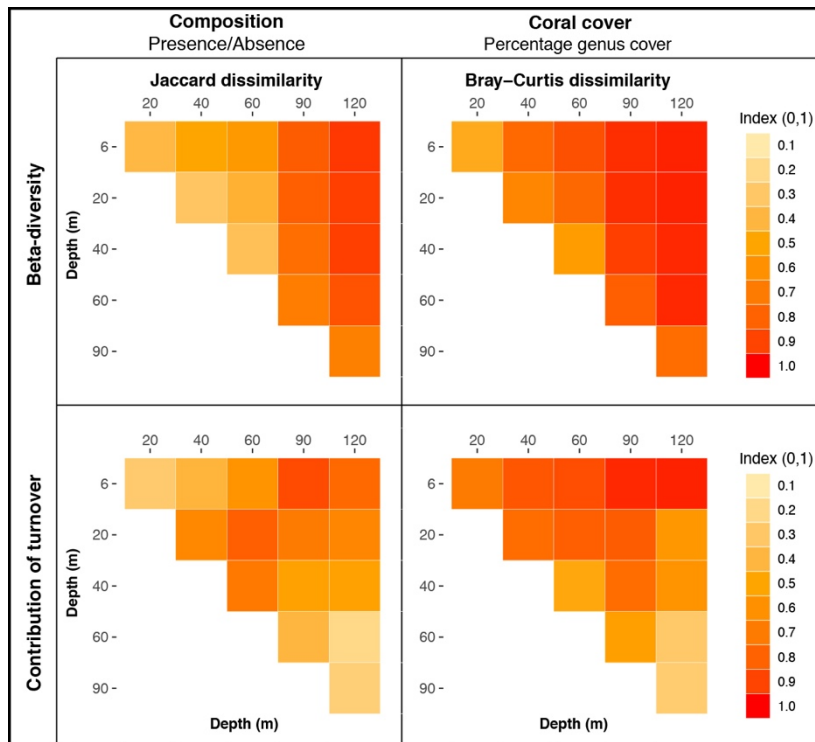 Composition
Presence/Absence
Coral cover
Percentage genus cover
Beta-diversity
Jaccard dissimilarity
20 40 60 90 120
6
20
40
60
90
Depth (m)
Bray–Curtis dissimilarity
20 40 60 90 120
6
20
40
60
90
Depth (m)
Index (0,1)
0.1
0.2
0.3
0.4
0.5
0.6
0.7
0.8
0.9
1.0
Contribution of turnover
20 40 60 90 120
6
20
40
60
90
Depth (m)
Depth (m)
20 40 60 90 120
6
20
40
60
90
Depth (m)
Depth (m)
Index (0,1)
0.1
0.2
0.3
0.4
0.5
0.6
0.7
0.8
0.9
1.0